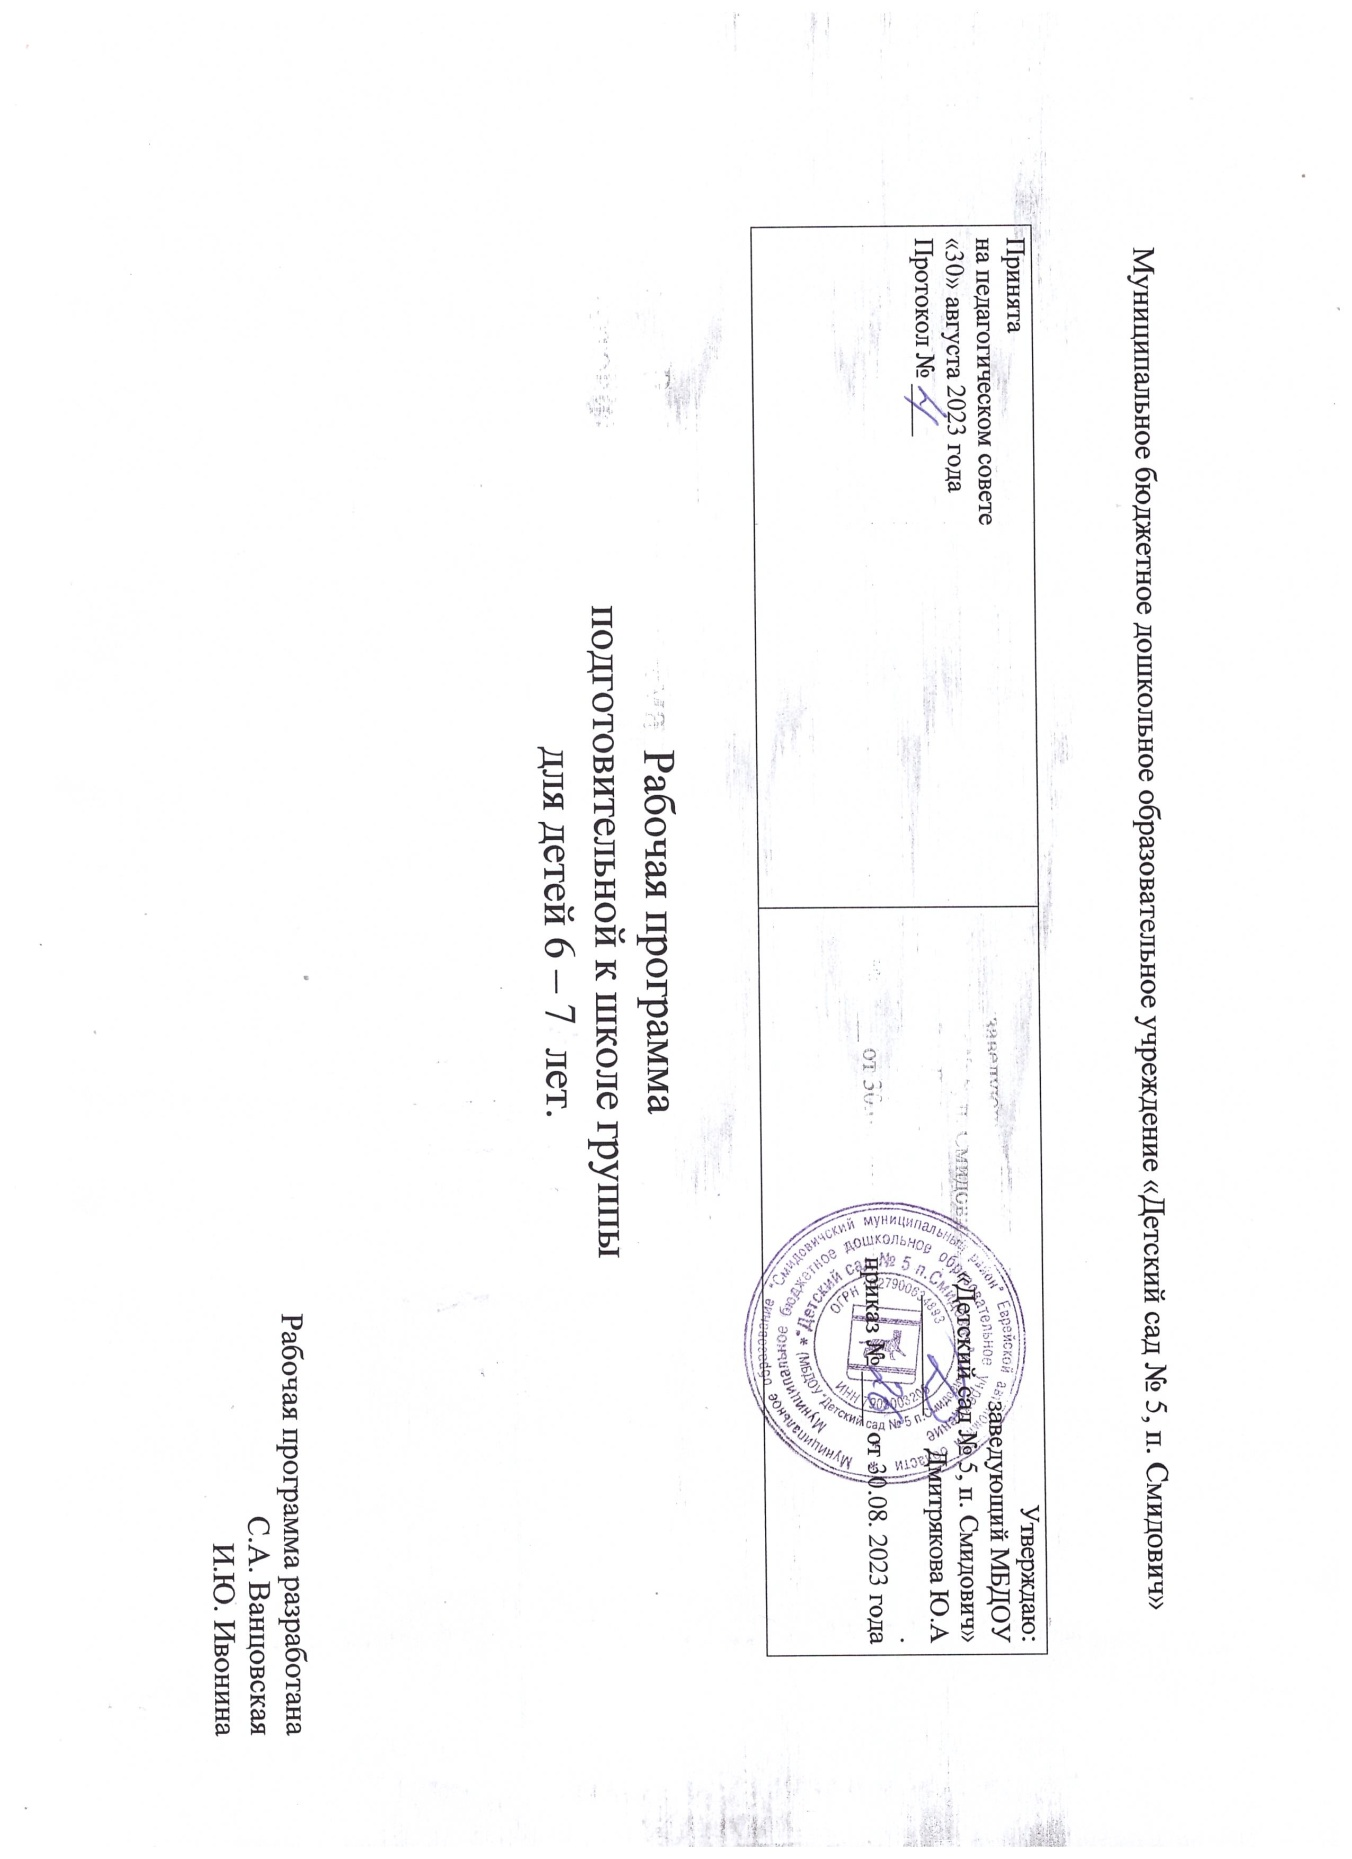 Муниципальное бюджетное дошкольное образовательное учреждение «Детский сад № 5, п. Смидович»
Принята
на педагогическом совете
«30» августа 2023 года
Протокол № 4
Утверждаю:
заведующий МБДОУ
«Детский сад № 5, п. Смидович»
Дмитрякова Ю.А
.
приказ № от 30.08. 2023 года
Рабочая программа
подготовительной к школе группы
для детей 6 – 7 лет.
Рабочая программа разработана
С.А. Ванцовская
И.Ю. Ивонина